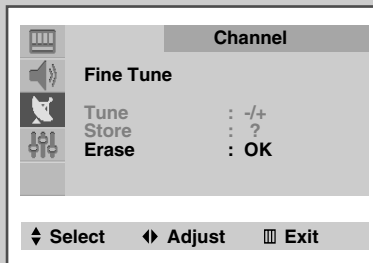 Channel
Fine Tune
Tune : -/+
Store : ?
Erase : OK
Select Adjust Exit